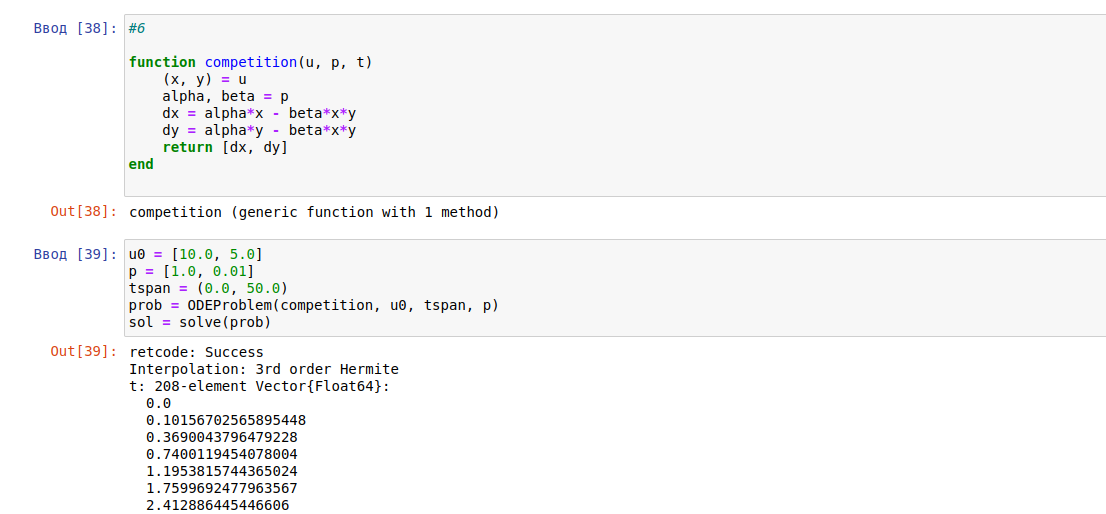 Ввод [38]: #6
function competition(u, p, t)
    (x, y) = u
    alpha, beta = p
    dx = alpha*x - beta*x*y
    dy = alpha*y - beta*x*y
    return [dx, dy]
end
Out[38]: competition (generic function with 1 method)
Ввод [39]: u0 = [10.0, 5.0]
p = [1.0, 0.01]
tspan = (0.0, 50.0)
prob = ODEProblem(competition, u0, tspan, p)
sol = solve(prob)
Out[39]: retcode: Success
Interpolation: 3rd order Hermite
t: 208-element Vector{Float64}:
  0.0
  0.10156702565895448
  0.3690043796479228
  0.7400119454078004
  1.1953815744365024
  1.7599692477963567
  2.412886445446606